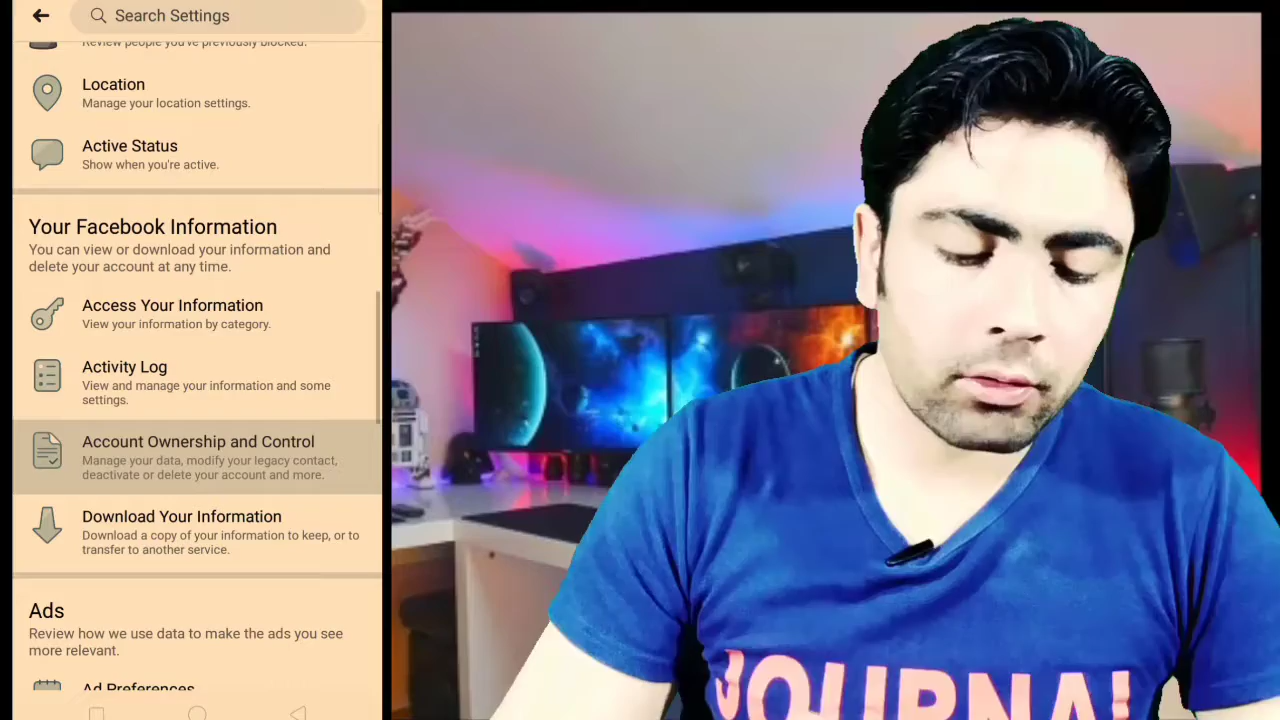 Search Settings
Review people you've previously blocked.
Location
Manage your location settings.
Active Status
Show when you're active.
Your Facebook Information
You can view or download your information and
delete your account at any time.
Access Your Information
View your information by category.
Activity Log
View and manage your information and some
settings.
Account Ownership and Control
Manage your data, modify your legacy contact,
deactivate or delete your account and more.
Download Your Information
Download a copy of your information to keep, or to
transfer to another service.
Ads
Review how we use data to make the ads you see
more relevant.
Ad Preferences
JOURNAL